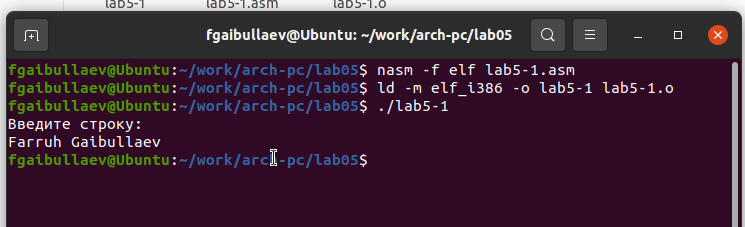 lab5-1 lab5-1.asm lab5-1.o
fgaibullaev@Ubuntu: ~/work/arch-pc/lab05
fgaibullaev@Ubuntu:~/work/arch-pc/lab05$ nasm -f elf lab5-1.asm
fgaibullaev@Ubuntu:~/work/arch-pc/lab05$ ld -m elf_i386 -o lab5-1 lab5-1.o
fgaibullaev@Ubuntu:~/work/arch-pc/lab05$ ./lab5-1
Введите строку:
Farruh Gaibullaev
fgaibullaev@Ubuntu:~/work/arch-pc/lab05$